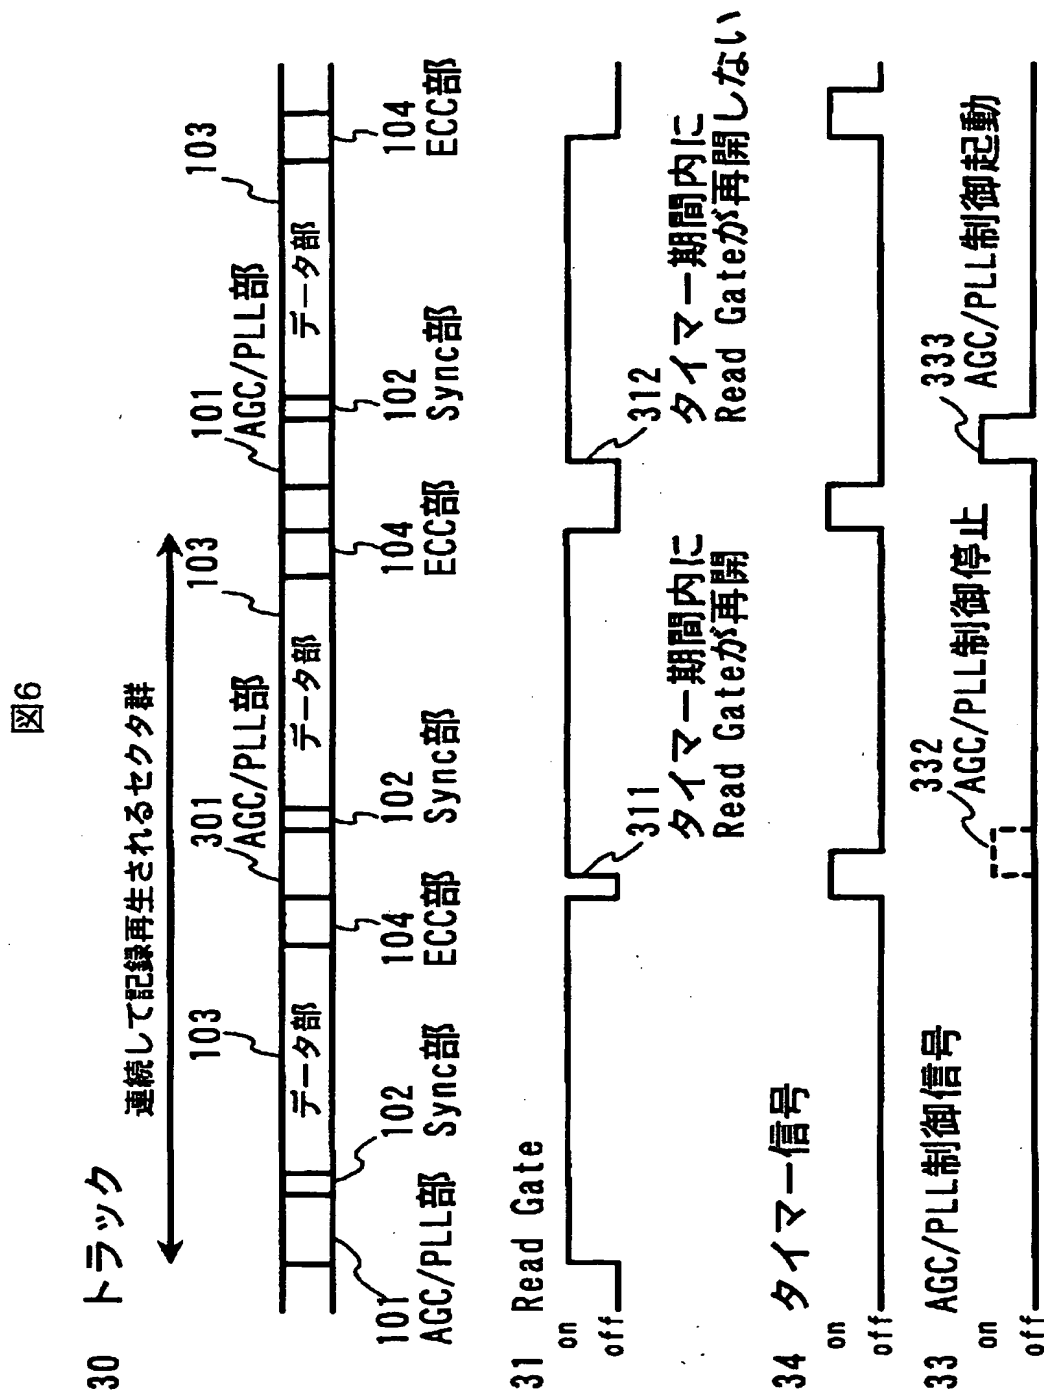 図6
30 トラック
連続して記録再生されるセクタ群
103
301
AGC/PLL部
103
101
AGC/PLL部
103
データ部
データ部
データ部
101
AGC/PLL部
102
Sync部
104
ECC部
102
Sync部
104
ECC部
102
Sync部
104
ECC部
31 Read Gate
on
off
311
タイマー期間内に
Read Gateが再開
312
タイマー期間内に
Read Gateが再開しない
34 タイマー信号
on
off
33 AGC/PLL制御信号
on
off
332
AGC/PLL制御停止
333
AGC/PLL制御起動